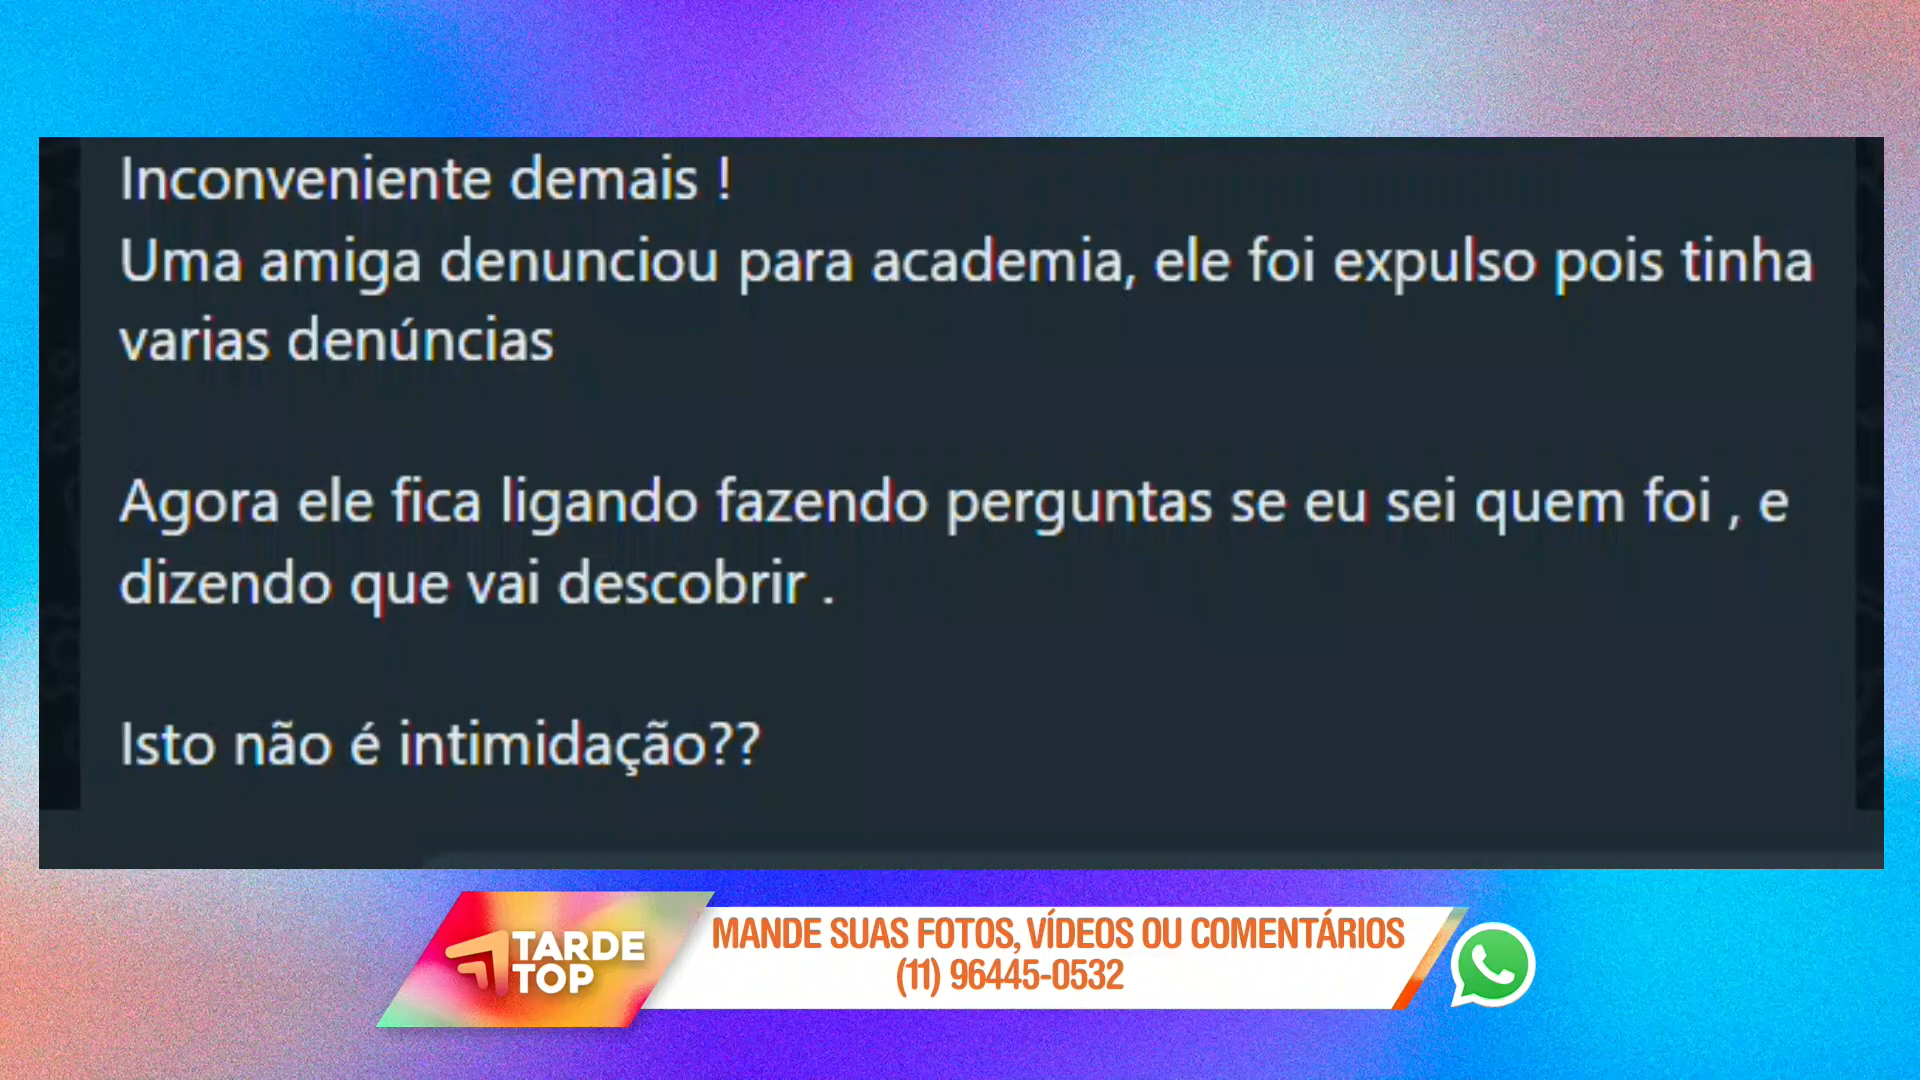 Inconveniente demais !
Uma amiga denunciou para academia, ele foi expulso pois tinha
varias denúncias
Agora ele fica ligando fazendo perguntas se eu sei quem foi , e
dizendo que vai descobrir .
Isto não é intimidação??
TARDE
TOP
MANDE SUAS FOTOS, VÍDEOS OU COMENTÁRIOS
(11) 96445-0532